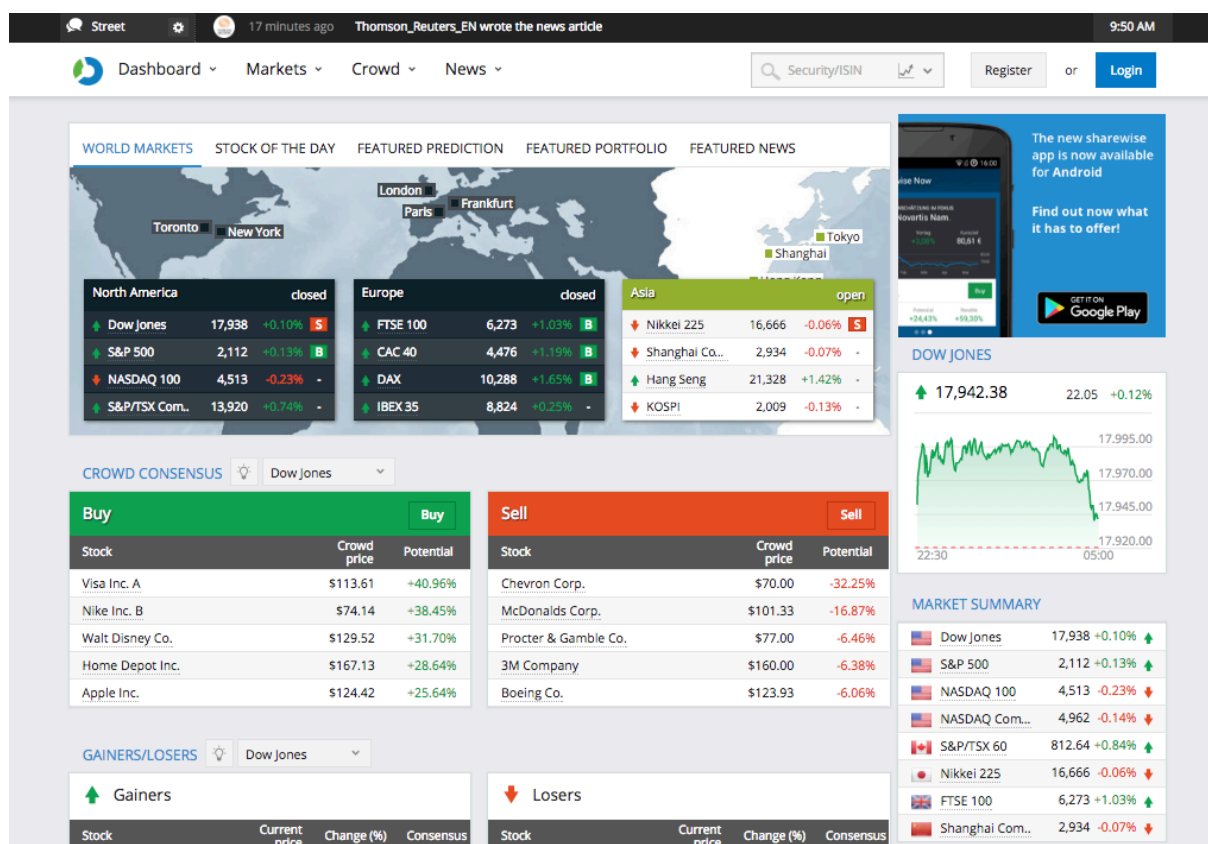 Street 17 minutes ago Thomson_Reuters_EN wrote the news article 9:50 AM
Dashboard Markets Crowd News Security/ISIN Register or Login
WORLD MARKETS STOCK OF THE DAY FEATURED PREDICTION FEATURED PORTFOLIO FEATURED NEWS
London
Paris
Frankfurt
Toronto
New York
Tokyo
Shanghai
North America closed
Dow Jones 17,938 +0.10% S
S&P 500 2,112 +0.13% B
NASDAQ 100 4,513 -0.23% -
S&P/TSX Com.. 13,920 +0.74% -
Europe closed
FTSE 100 6,273 +1.03% B
CAC 40 4,476 +1.19% B
DAX 10,288 +1.65% B
IBEX 35 8,824 +0.25% -
Asia open
Nikkei 225 16,666 -0.06% S
Shanghai Co... 2,934 -0.07% -
Hang Seng 21,328 +1.42% -
KOSPI 2,009 -0.13% -
The new sharewise
app is now available
for Android
Find out now what
it has to offer!
16:00
wise Now
Novartis Nam.
80,61 €
Buy
+24,43% +59,30%
GET IT ON
Google Play
CROWD CONSENSUS Dow Jones
Buy Buy
Stock Crowd price Potential
Visa Inc. A $113.61 +40.96%
Nike Inc. B $74.14 +38.45%
Walt Disney Co. $129.52 +31.70%
Home Depot Inc. $167.13 +28.64%
Apple Inc. $124.42 +25.64%
Sell Sell
Stock Crowd price Potential
Chevron Corp. $70.00 -32.25%
McDonalds Corp. $101.33 -16.87%
Procter & Gamble Co. $77.00 -6.46%
3M Company $160.00 -6.38%
Boeing Co. $123.93 -6.06%
GAINERS/LOSERS Dow Jones
Gainers
Stock Current price Change (%) Consensus
Losers
Stock Current price Change (%) Consensus
DOW JONES
17,942.38 22.05 +0.12%
17.995.00
17.970.00
17.945.00
17.920.00
22:30 05:00
MARKET SUMMARY
Dow Jones 17,938 +0.10%
S&P 500 2,112 +0.13%
NASDAQ 100 4,513 -0.23%
NASDAQ Com... 4,962 -0.14%
S&P/TSX 60 812.64 +0.84%
Nikkei 225 16,666 -0.06%
FTSE 100 6,273 +1.03%
Shanghai Com.. 2,934 -0.07%